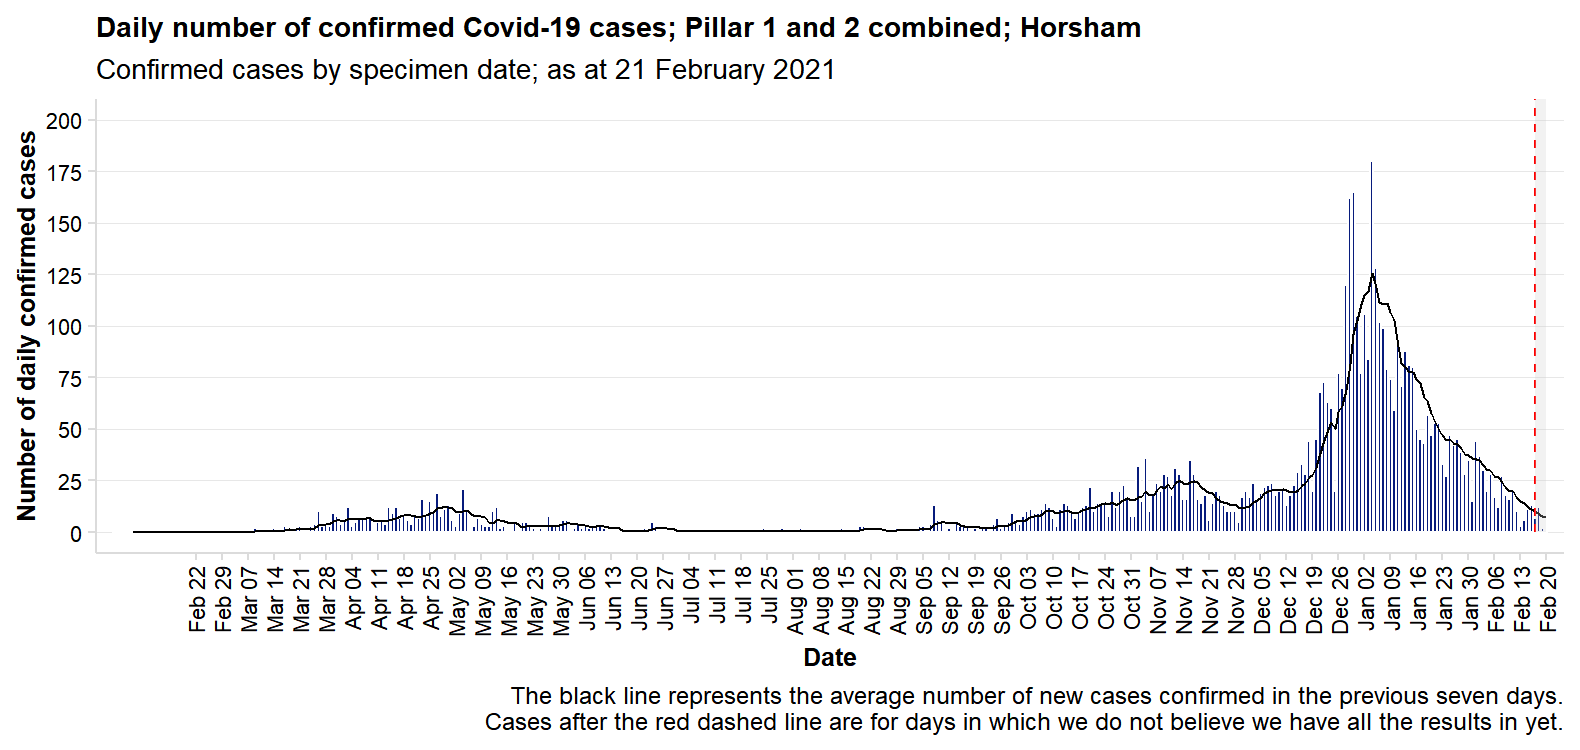 Daily number of confirmed Covid-19 cases; Pillar 1 and 2 combined; Horsham
Confirmed cases by specimen date; as at 21 February 2021
Number of daily confirmed cases
200
175
150
125
100
75
50
25
0
Feb 22
Feb 29
Mar 07
Mar 14
Mar 21
Mar 28
Apr 04
Apr 11
Apr 18
Apr 25
May 02
May 09
May 16
May 23
May 30
Jun 06
Jun 13
Jun 20
Jun 27
Jul 04
Jul 11
Jul 18
Jul 25
Aug 01
Aug 08
Aug 15
Aug 22
Aug 29
Sep 05
Sep 12
Sep 19
Sep 26
Oct 03
Oct 10
Oct 17
Oct 24
Oct 31
Nov 07
Nov 14
Nov 21
Nov 28
Dec 05
Dec 12
Dec 19
Dec 26
Jan 02
Jan 09
Jan 16
Jan 23
Jan 30
Feb 06
Feb 13
Feb 20
Date
The black line represents the average number of new cases confirmed in the previous seven days.
Cases after the red dashed line are for days in which we do not believe we have all the results in yet.